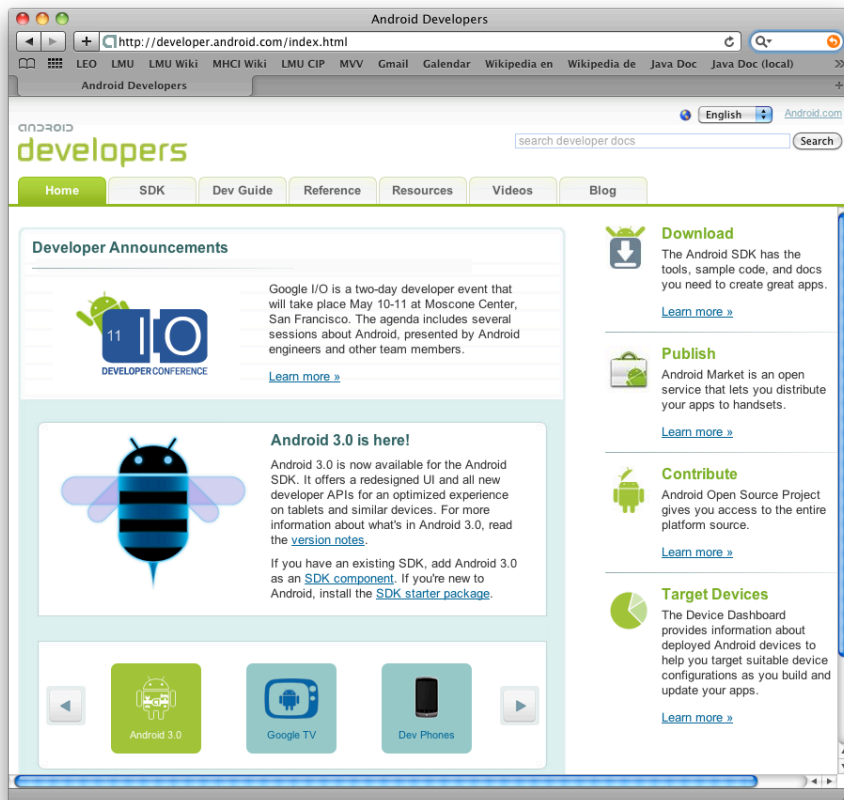 Android Developers
http://developer.android.com/index.html
LEO LMU LMU Wiki MHCI Wiki LMU CIP MVV Gmail Galendar Wikipedia en Wikipedia de Java Doc Java Doc (local) »
Android Developers
English Android.com
android
developers
search developer docs Search
Home SDK Dev Guide Reference Resources Videos Blog
Developer Announcements
11 IO
DEVELOPER CONFERENCE
Google I/O is a two-day developer event that
will take place May 10-11 at Moscone Center,
San Francisco. The agenda includes several
sessions about Android, presented by Android
engineers and other team members.
Learn more »
Android 3.0 is here!
Android 3.0 is now available for the Android
SDK. It offers a redesigned UI and all new
developer APIs for an optimized experience
on tablets and similar devices. For more
information about what's in Android 3.0, read
the version notes.
If you have an existing SDK, add Android 3.0
as an SDK component. If you're new to
Android, install the SDK starter package.
Android 3.0
Google TV
Dev Phones
Download
The Android SDK has the
tools, sample code, and docs
you need to create great apps.
Learn more »
Publish
Android Market is an open
service that lets you distribute
your apps to handsets.
Learn more »
Contribute
Android Open Source Project
gives you access to the entire
platform source.
Learn more »
Target Devices
The Device Dashboard
provides information about
deployed Android devices to
help you target suitable device
configurations as you build and
update your apps.
Learn more »